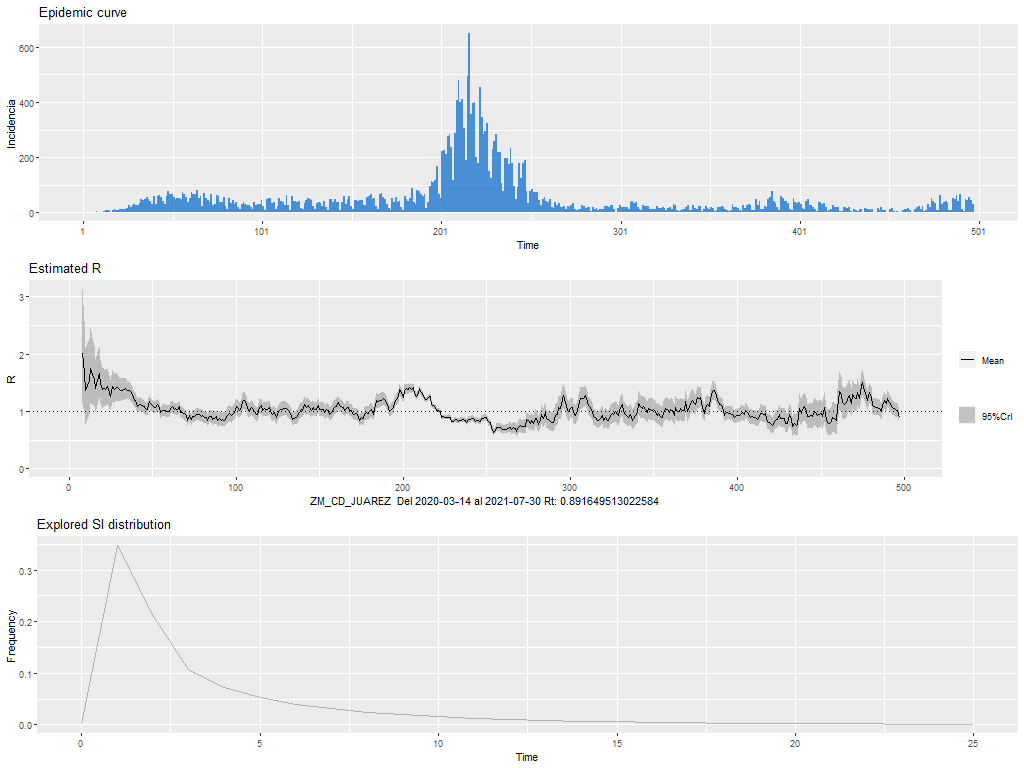 Epidemic curve
600
400
200
0
Incidencia
1
101
201
301
401
501
Time
Estimated R
3
2
1
0
R
0
100
200
300
400
500
ZM_CD_JUAREZ Del 2020-03-14 al 2021-07-30 Rt: 0.891649513022584
Mean
95%CrI
Explored SI distribution
0.3
0.2
0.1
0.0
Frequency
0
5
10
15
20
25
Time